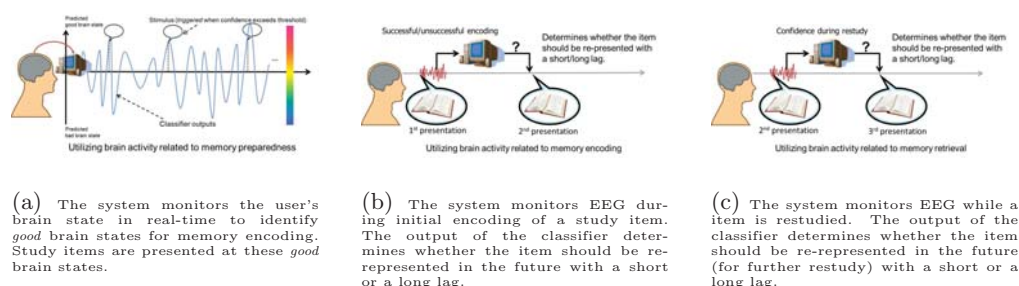 Predicted
good brain state
Stimulus (triggered when confidence exceeds threshold)
...
Classifier outputs
Predicted
bad brain state
Utilizing brain activity related to memory preparedness
(a) The system monitors the user's
brain state in real-time to identify
good brain states for memory encoding.
Study items are presented at these good
brain states.
Successful/unsuccessful encoding
?
Determines whether the item
should be re-presented with
a short/long lag.
1st presentation
2nd presentation
Utilizing brain activity related to memory encoding
(b) The system monitors EEG dur-
ing initial encoding of a study item.
The output of the classifier deter-
mines whether the item should be re-
represented in the future with a short
or a long lag.
Confidence during restudy
?
Determines whether the item
should be re-presented with
a short/long lag.
2nd presentation
3rd presentation
Utilizing brain activity related to memory retrieval
(c) The system monitors EEG while a
item is restudied. The output of the
classifier determines whether the item
should be re-represented in the future
(for further restudy) with a short or a
long lag.